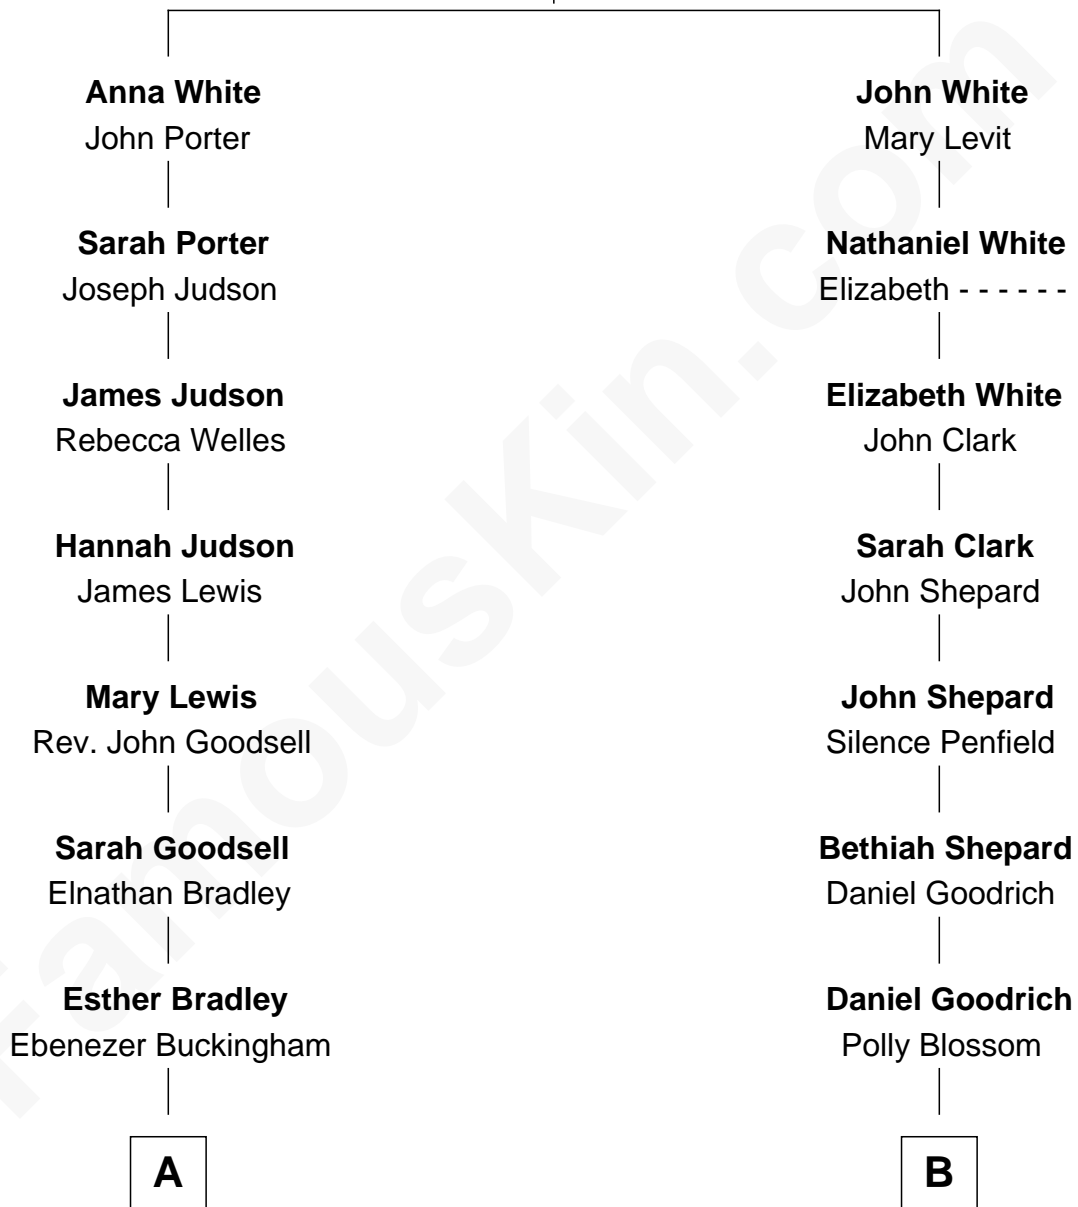 Anna White
John Porter
Sarah Porter
Joseph Judson
James Judson
Rebecca Welles
Hannah Judson
James Lewis
Mary Lewis
Rev. John Goodsell
Sarah Goodsell
Elnathan Bradley
Esther Bradley
Ebenezer Buckingham
A
John White
Mary Levit
Nathaniel White
Elizabeth - - - - - -
Elizabeth White
John Clark
Sarah Clark
John Shepard
John Shepard
Silence Penfield
Bethiah Shepard
Daniel Goodrich
Daniel Goodrich
Polly Blossom
B
FamousKin.com